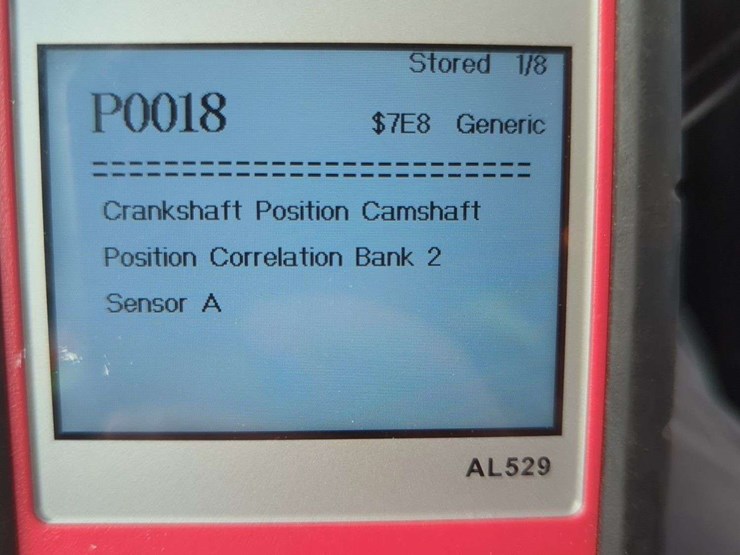 Stored 1/8
P0018 $7E8 Generic
==============================
Crankshaft Position Camshaft
Position Correlation Bank 2
Sensor A
AL529